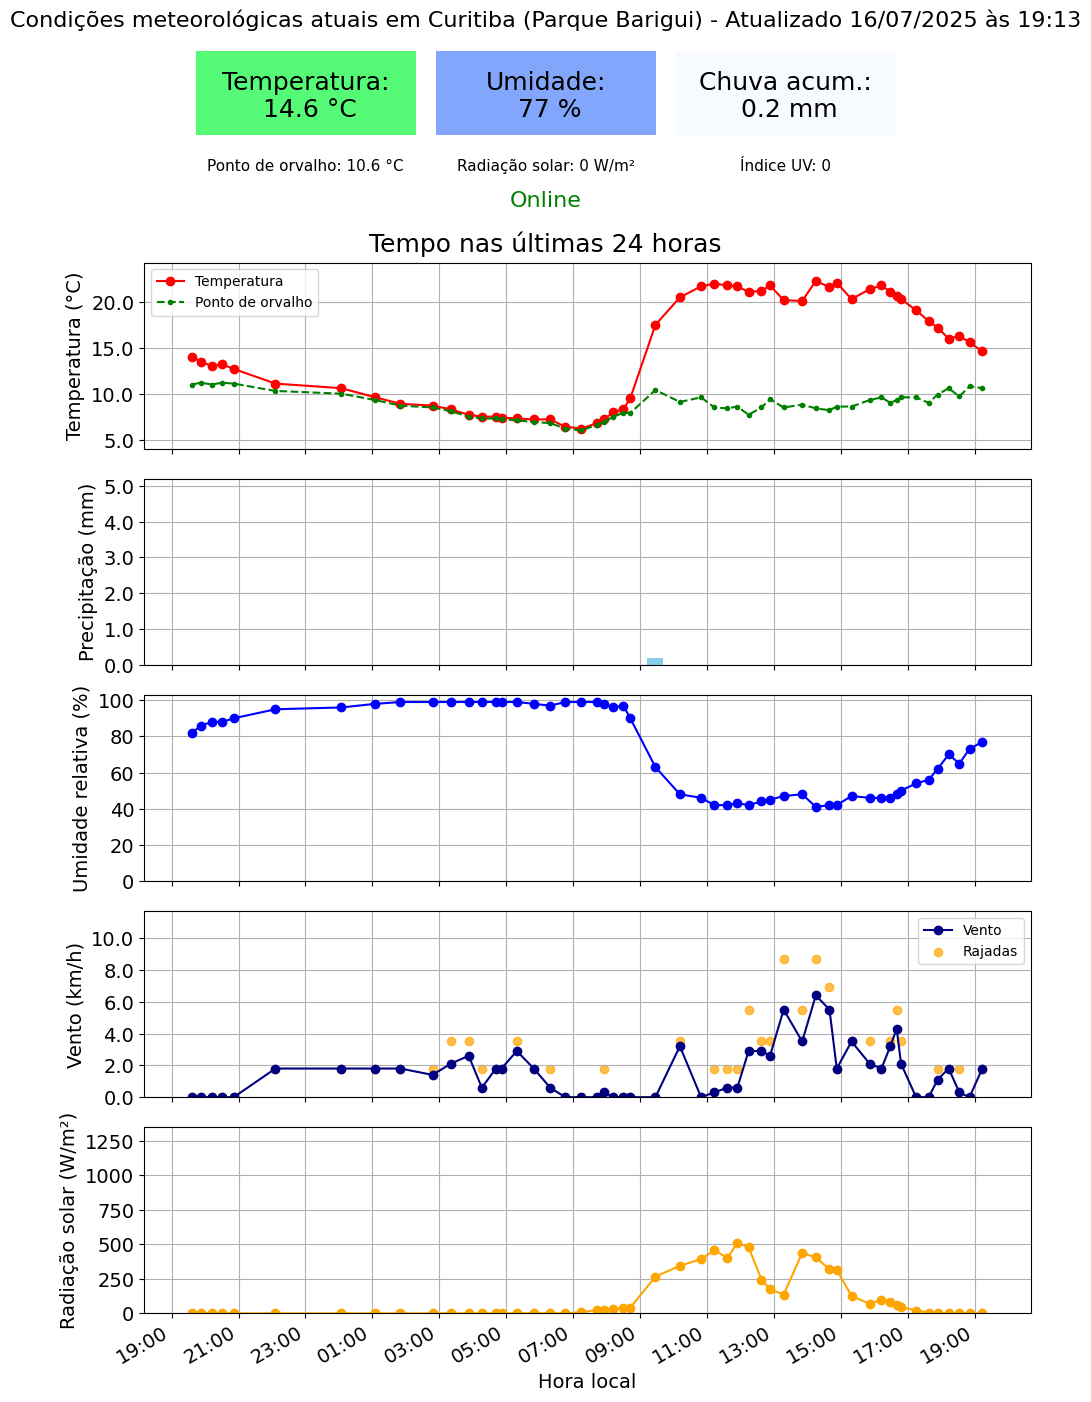 Condições meteorológicas atuais em Curitiba (Parque Barigui) - Atualizado 16/07/2025 às 19:13
Temperatura:
14.6 °C
Umidade:
77 %
Chuva acum.:
0.2 mm
Ponto de orvalho: 10.6 °C
Radiação solar: 0 W/m²
Índice UV: 0
Online
Tempo nas últimas 24 horas
Temperatura (°C)
20.0
15.0
10.0
5.0
Temperatura
Ponto de orvalho
Precipitação (mm)
5.0
4.0
3.0
2.0
1.0
0.0
Umidade relativa (%)
100
80
60
40
20
0
Vento (km/h)
10.0
8.0
6.0
4.0
2.0
0.0
Vento
Rajadas
Radiação solar (W/m²)
1250
1000
750
500
250
0
19:00
21:00
23:00
01:00
03:00
05:00
07:00
09:00
11:00
13:00
15:00
17:00
19:00
Hora local